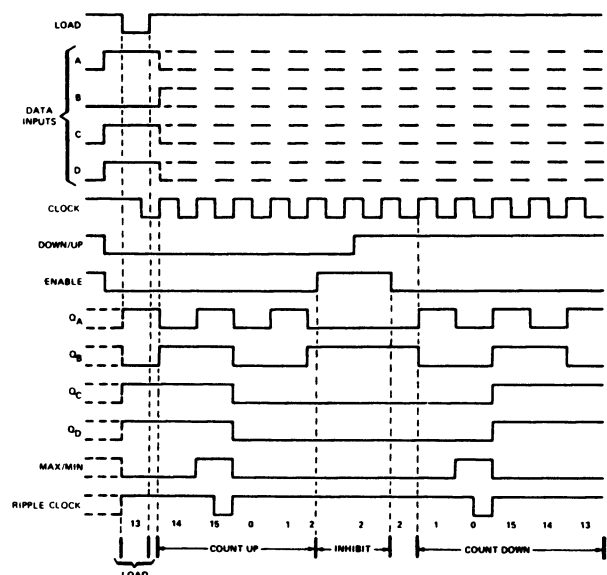 LOAD
A
B
DATA
INPUTS
C
D
CLOCK
DOWN/UP
ENABLE
QA
QB
QC
QD
MAX/MIN
RIPPLE CLOCK
13 14 15 0 1 2 2 2 1 0 15 14 13
COUNT UP INHIBIT COUNT DOWN
LOAD